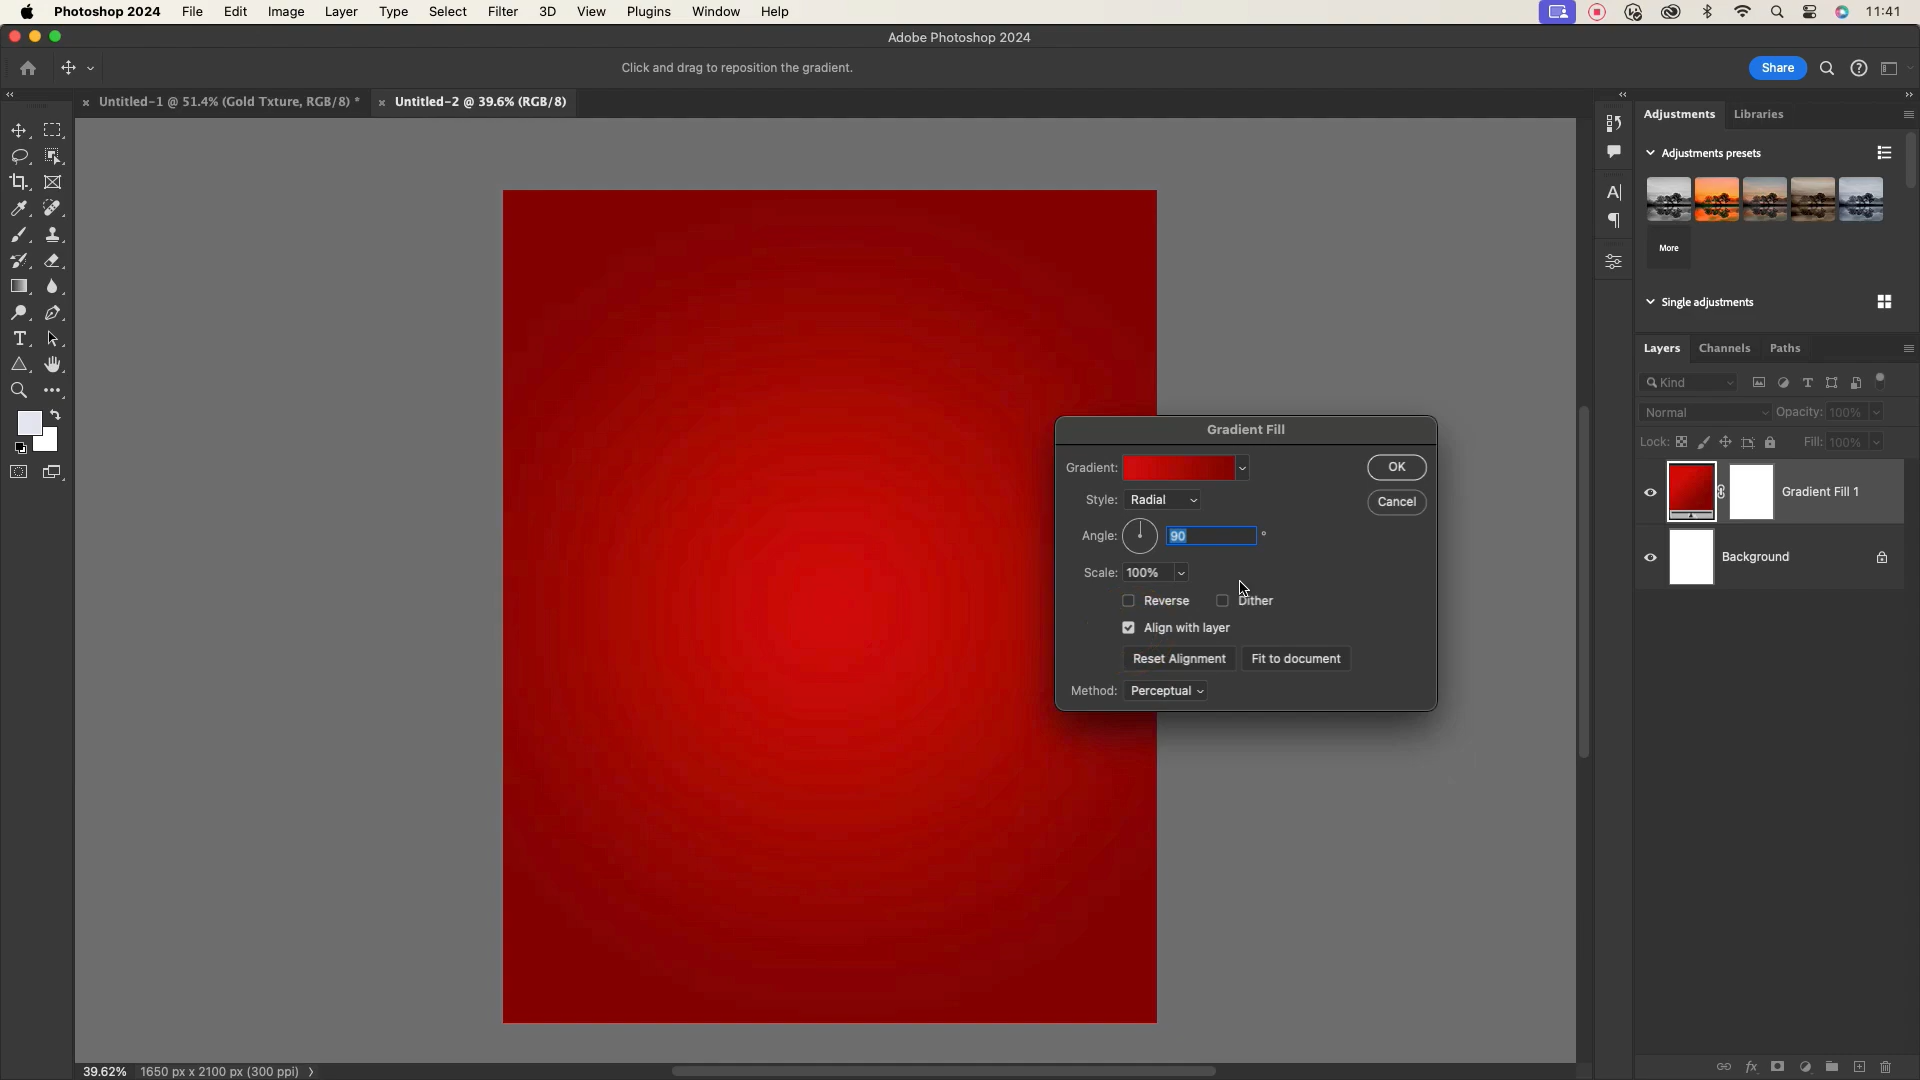 Photoshop 2024 File Edit Image Layer Type Select Filter 3D View Plugins Window Help 11:41
Adobe Photoshop 2024
Click and drag to reposition the gradient.
Share
Untitled-1 @ 51.4% (Gold Txture, RGB/8) *
Untitled-2 @ 39.6% (RGB/8)
Adjustments Libraries
Adjustments presets
More
Single adjustments
Layers Channels Paths
Kind
Normal Opacity: 100%
Lock: Fill: 100%
Gradient Fill 1
Background
Gradient Fill
Gradient: OK
Style: Radial Cancel
Angle: 90 °
Scale: 100%
Reverse Dither
Align with layer
Reset Alignment Fit to document
Method: Perceptual
39.62% 1650 px x 2100 px (300 ppi)